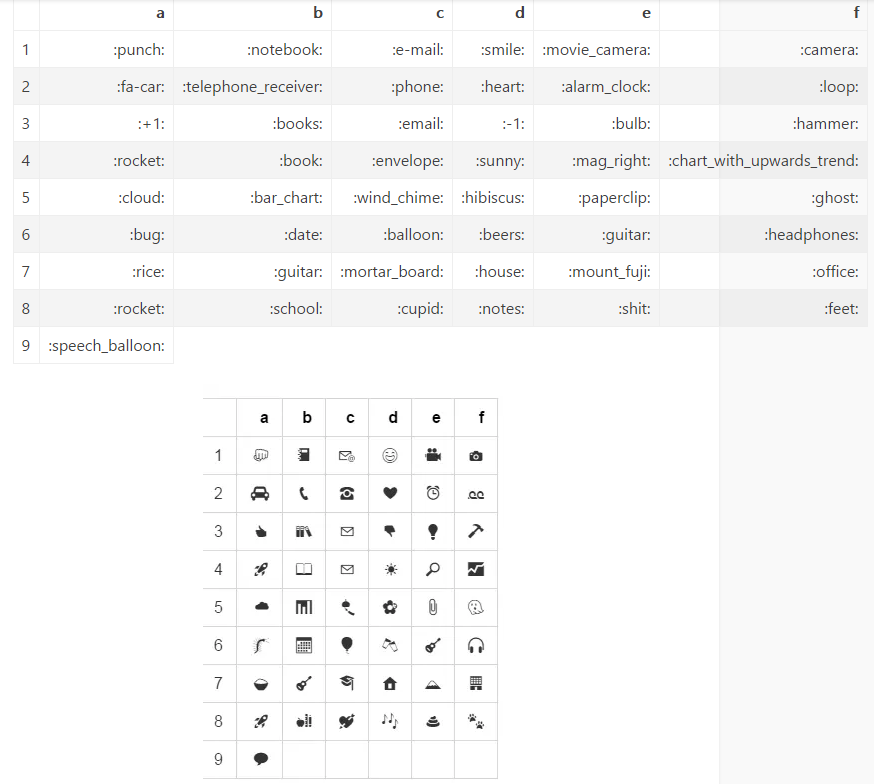 a b c d e f
1 :punch: :notebook: :e-mail: :smile: :movie_camera: :camera:
2 :fa-car: :telephone_receiver: :phone: :heart: :alarm_clock: :loop:
3 :+1: :books: :email: :-1: :bulb: :hammer:
4 :rocket: :book: :envelope: :sunny: :mag_right: :chart_with_upwards_trend:
5 :cloud: :bar_chart: :wind_chime: :hibiscus: :paperclip: :ghost:
6 :bug: :date: :balloon: :beers: :guitar: :headphones:
7 :rice: :guitar: :mortar_board: :house: :mount_fuji: :office:
8 :rocket: :school: :cupid: :notes: :shit: :feet:
9 :speech_balloon:
a b c d e f
1
2
3
4
5
6
7
8
9